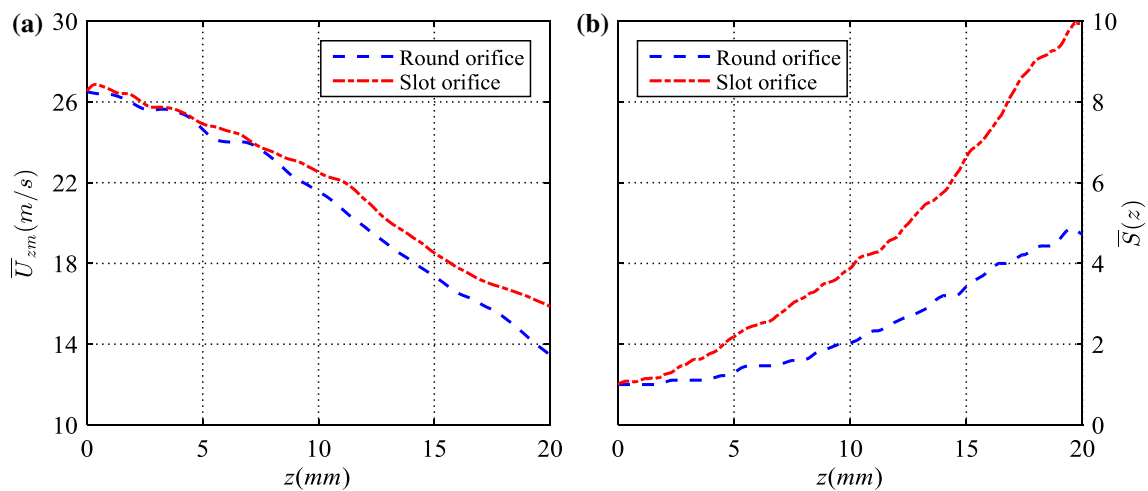 (a)
30
26
22
18
14
10
0 5 10 15 20
z(mm)
U̅zm(m/s)
Round orifice
Slot orifice
(b)
10
8
6
4
2
0
0 5 10 15 20
z(mm)
S̅(z)
Round orifice
Slot orifice